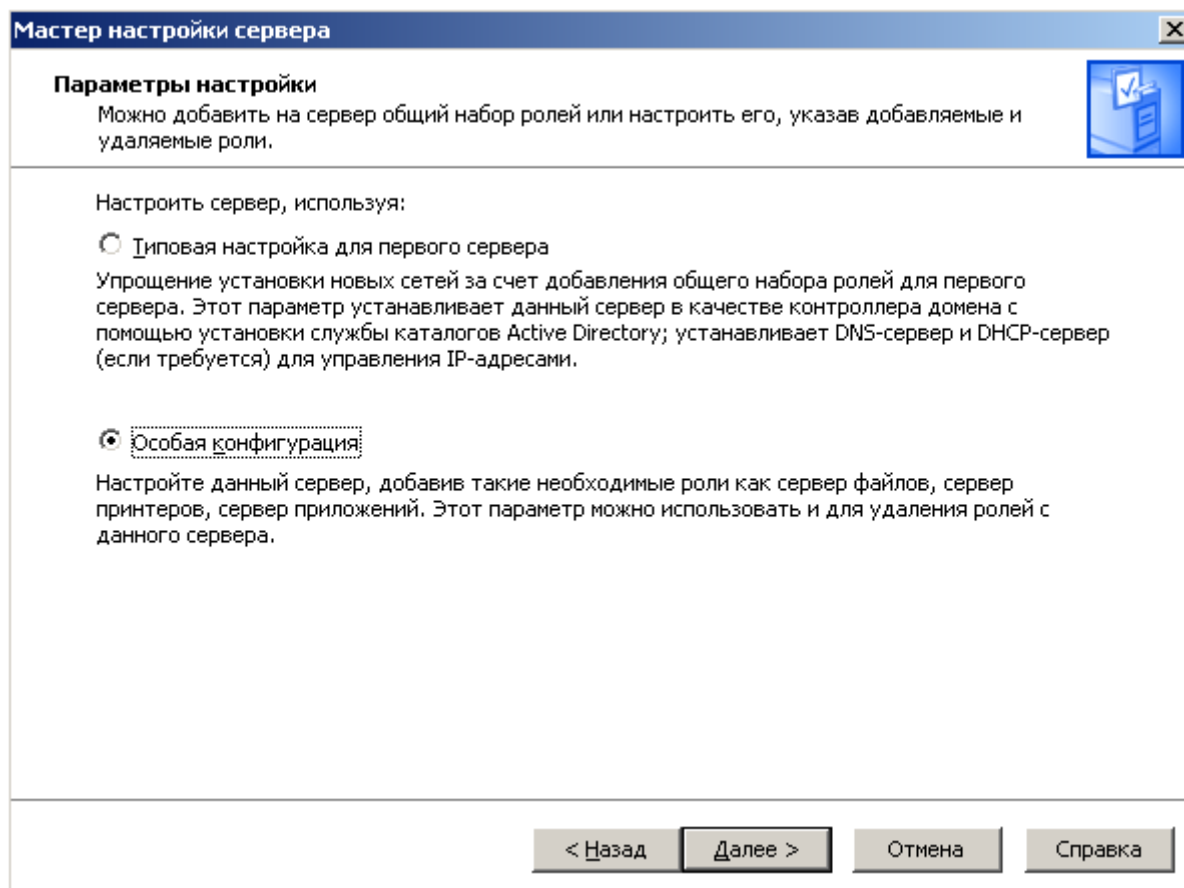 Мастер настройки сервера
Параметры настройки
Можно добавить на сервер общий набор ролей или настроить его, указав добавляемые и
удаляемые роли.
Настроить сервер, используя:
Типовая настройка для первого сервера
Упрощение установки новых сетей за счет добавления общего набора ролей для первого
сервера. Этот параметр устанавливает данный сервер в качестве контроллера домена с
помощью установки службы каталогов Active Directory; устанавливает DNS-сервер и DHCP-сервер
(если требуется) для управления IP-адресами.
Особая конфигурация
Настройте данный сервер, добавив такие необходимые роли как сервер файлов, сервер
принтеров, сервер приложений. Этот параметр можно использовать и для удаления ролей с
данного сервера.
< Назад Далее > Отмена Справка